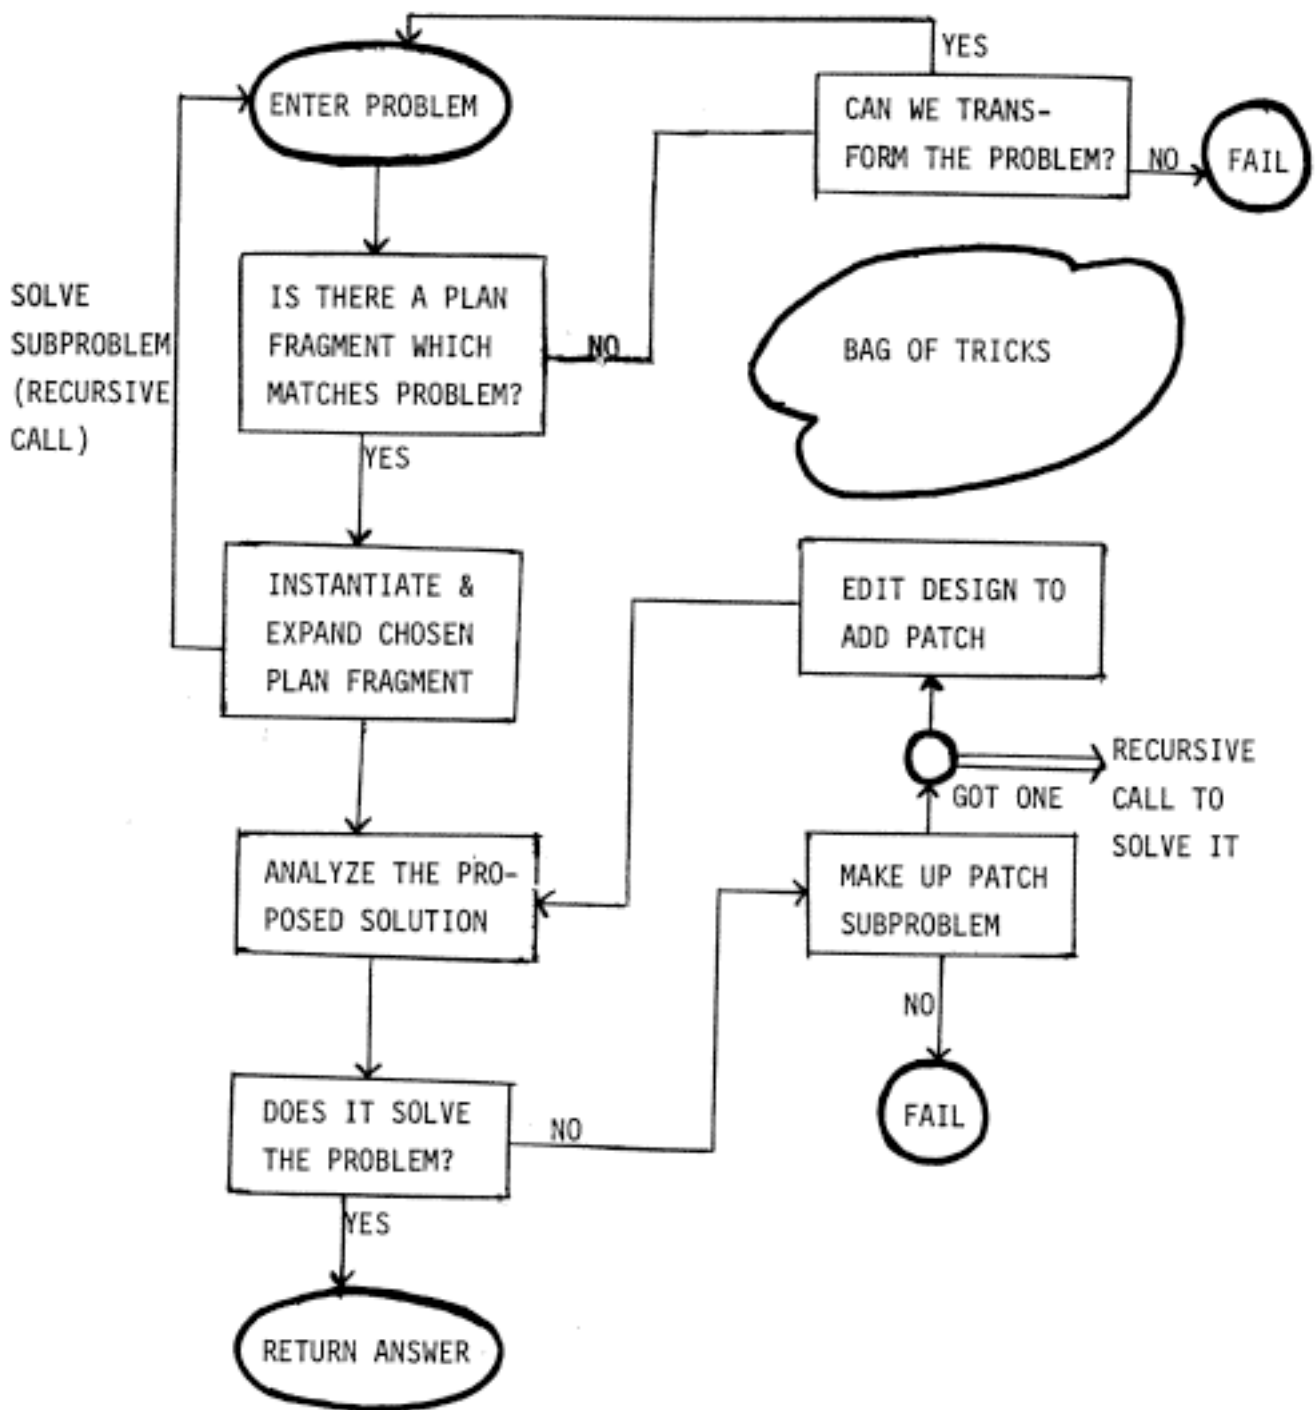 YES
ENTER PROBLEM
CAN WE TRANS-
FORM THE PROBLEM?
NO
FAIL
SOLVE
SUBPROBLEM
(RECURSIVE
CALL)
IS THERE A PLAN
FRAGMENT WHICH
MATCHES PROBLEM?
NO
BAG OF TRICKS
YES
INSTANTIATE &
EXPAND CHOSEN
PLAN FRAGMENT
EDIT DESIGN TO
ADD PATCH
RECURSIVE
CALL TO
SOLVE IT
GOT ONE
ANALYZE THE PRO-
POSED SOLUTION
MAKE UP PATCH
SUBPROBLEM
NO
FAIL
DOES IT SOLVE
THE PROBLEM?
NO
YES
RETURN ANSWER